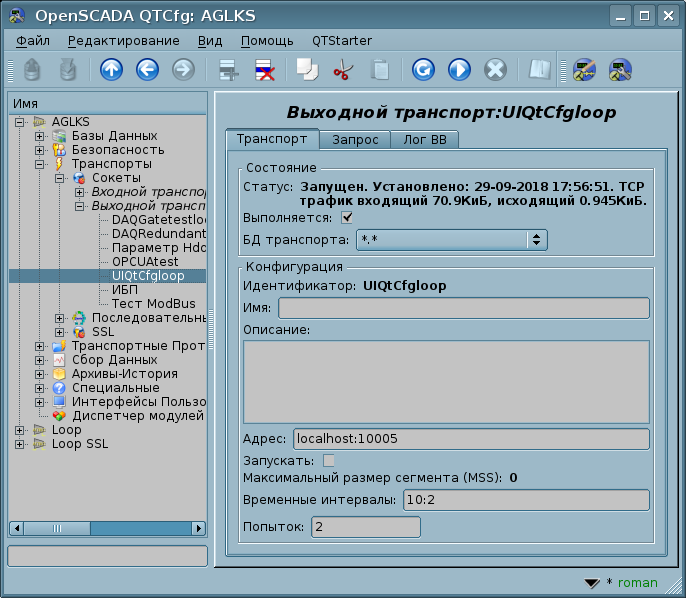 OpenSCADA QTCfg: AGLKS
Файл Редактирование Вид Помощь QTStarter
Имя
AGLKS
Базы Данных
Безопасность
Транспорты
Сокеты
Входной транспо
Выходной трансп
DAQGatetestlo
DAQRedundant
Параметр Ndc
OPCUAtest
UIQtCfgloop
ИБП
Тест ModBus
Последовательн
SSL
Транспортные Прот
Сбор Данных
Архивы-История
Специальные
Интерфейсы Пользо
Диспетчер модулей
Loop
Loop SSL
Выходной транспорт:UIQtCfgloop
Транспорт Запрос Лог ВВ
Состояние
Статус: Запущен. Установлено: 29-09-2018 17:56:51. TCP
трафик входящий 70.9КиБ, исходящий 0.945КиБ.
Выполняется:
БД транспорта: *.*
Конфигурация
Идентификатор: UIQtCfgloop
Имя:
Описание:
Адрес: localhost:10005
Запускать:
Максимальный размер сегмента (MSS): 0
Временные интервалы: 10:2
Попыток: 2
* roman